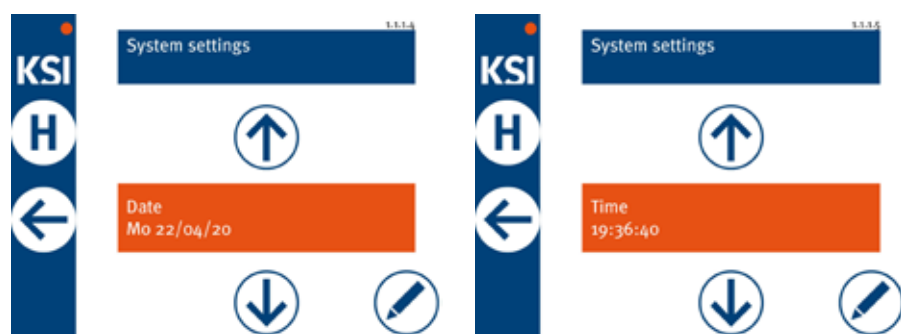 1.1.1.4
System settings
KSI
H
Date
Mo 22/04/20
1.1.1.5
System settings
KSI
H
Time
19:36:40